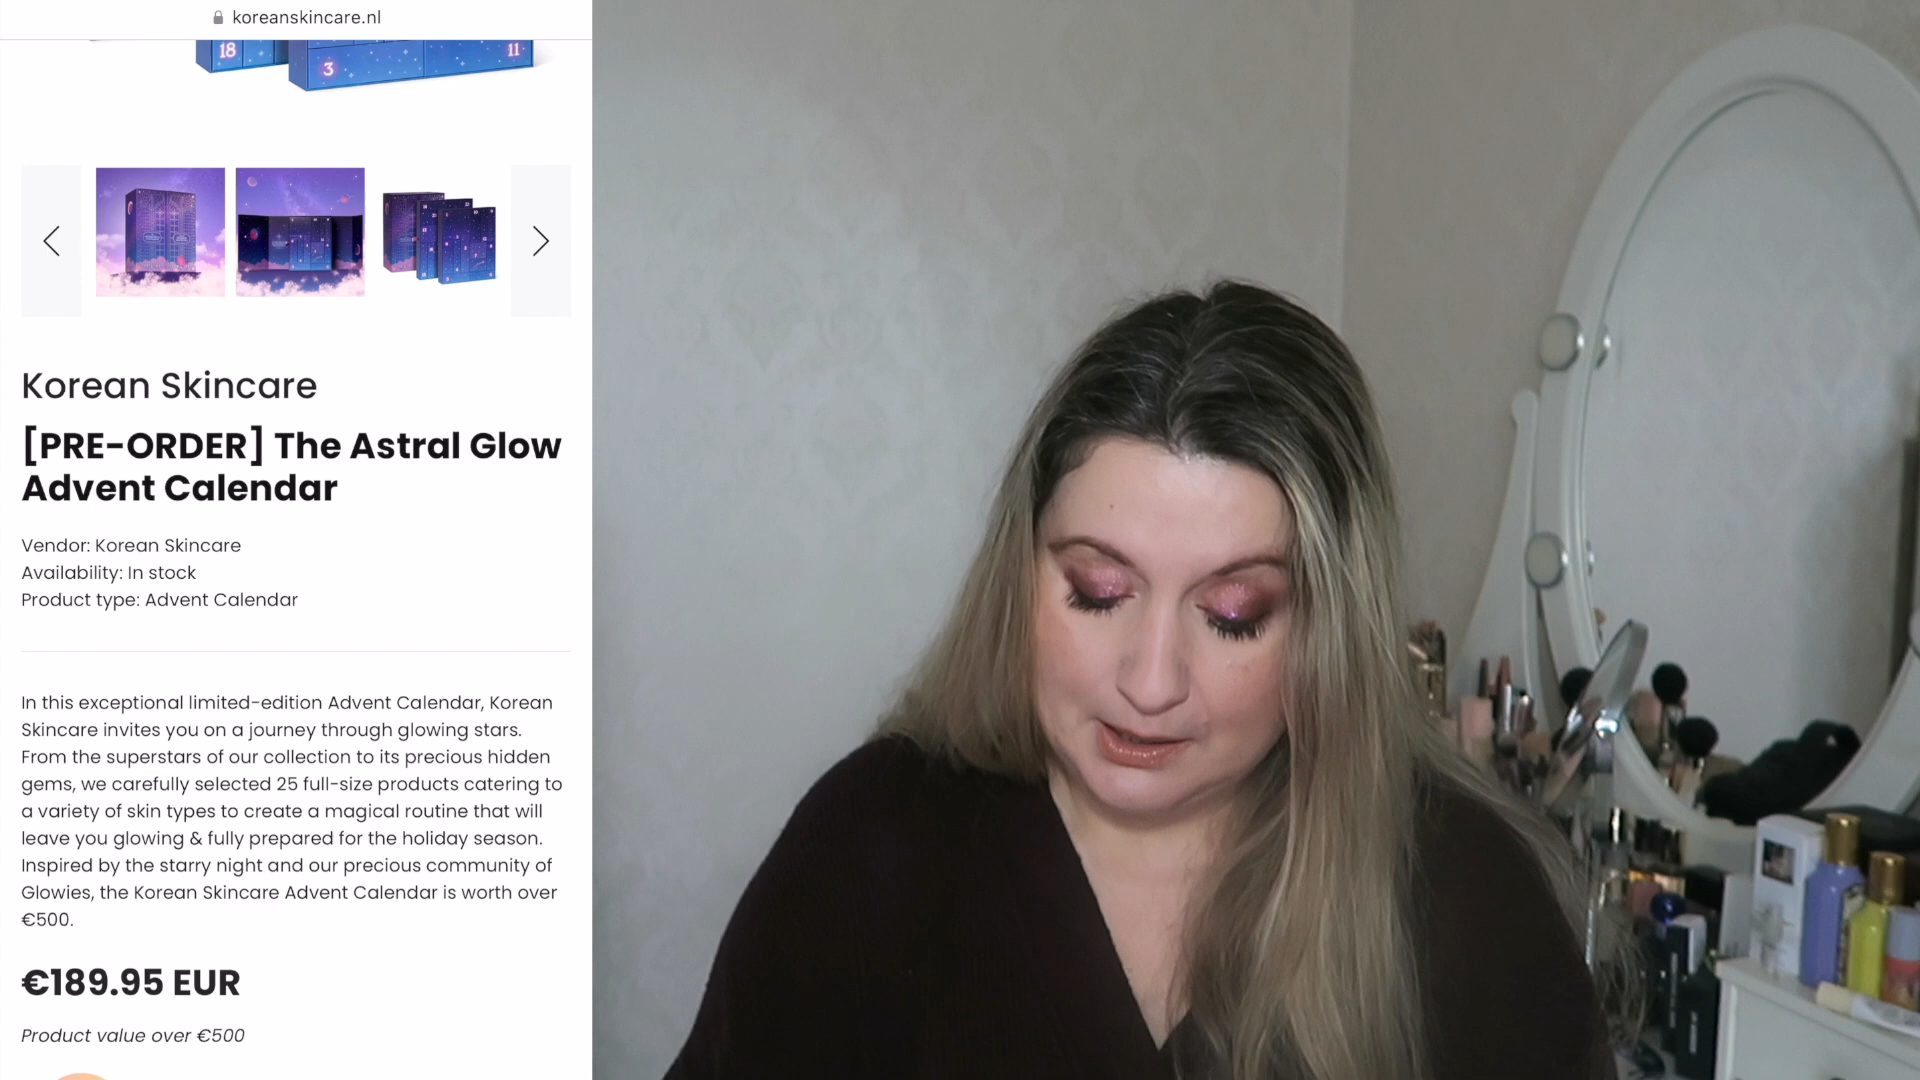 koreanskincare.nl
18
3
11
Korean Skincare
[PRE-ORDER] The Astral Glow
Advent Calendar
Vendor: Korean Skincare
Availability: In stock
Product type: Advent Calendar
In this exceptional limited-edition Advent Calendar, Korean
Skincare invites you on a journey through glowing stars.
From the superstars of our collection to its precious hidden
gems, we carefully selected 25 full-size products catering to
a variety of skin types to create a magical routine that will
leave you glowing & fully prepared for the holiday season.
Inspired by the starry night and our precious community of
Glowies, the Korean Skincare Advent Calendar is worth over
€500.
€189.95 EUR
Product value over €500